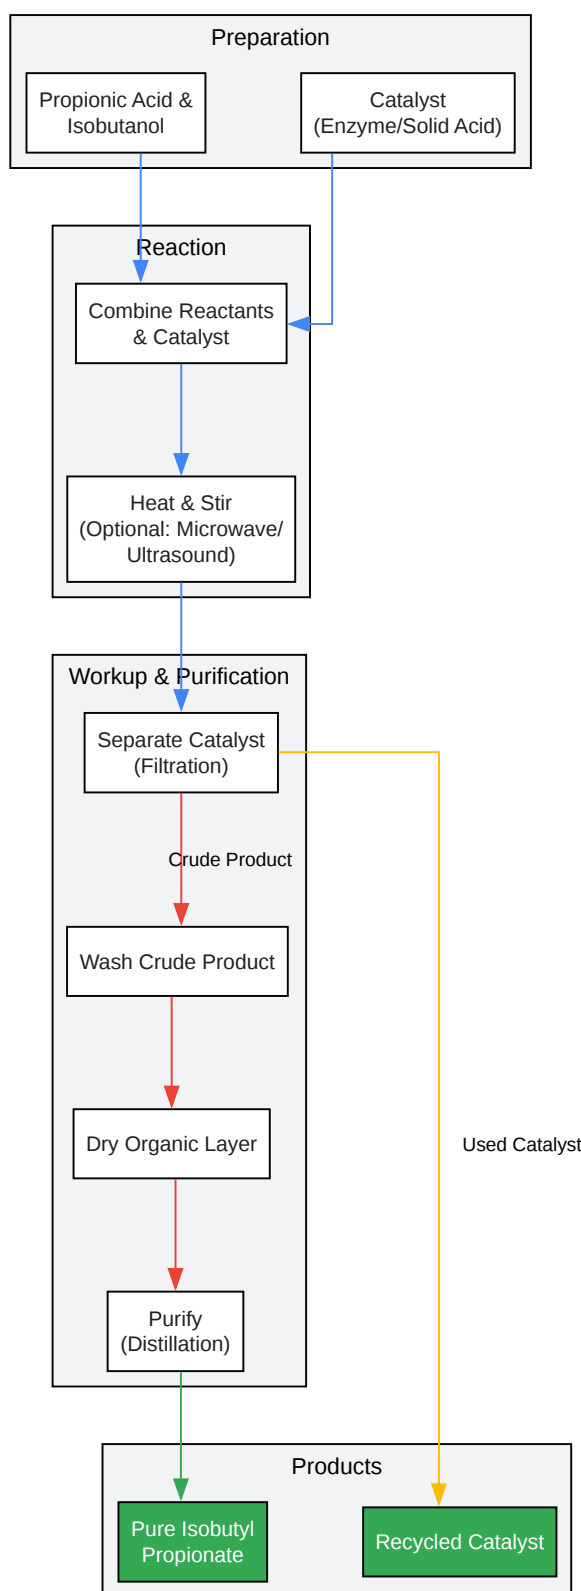 Preparation
Propionic Acid &
Isobutanol
Catalyst
(Enzyme/Solid Acid)
Reaction
Combine Reactants
& Catalyst
Heat & Stir
(Optional: Microwave/
Ultrasound)
Workup & Purification
Separate Catalyst
(Filtration)
Crude Product
Wash Crude Product
Dry Organic Layer
Used Catalyst
Purify
(Distillation)
Products
Pure Isobutyl
Propionate
Recycled Catalyst